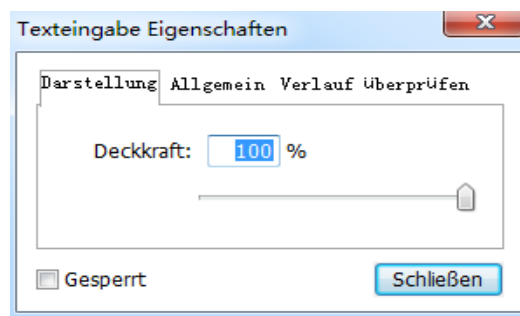 Texteingabe Eigenschaften
Darstellung Allgemein Verlauf überprüfen
Deckkraft: 100 %
Gesperrt Schließen